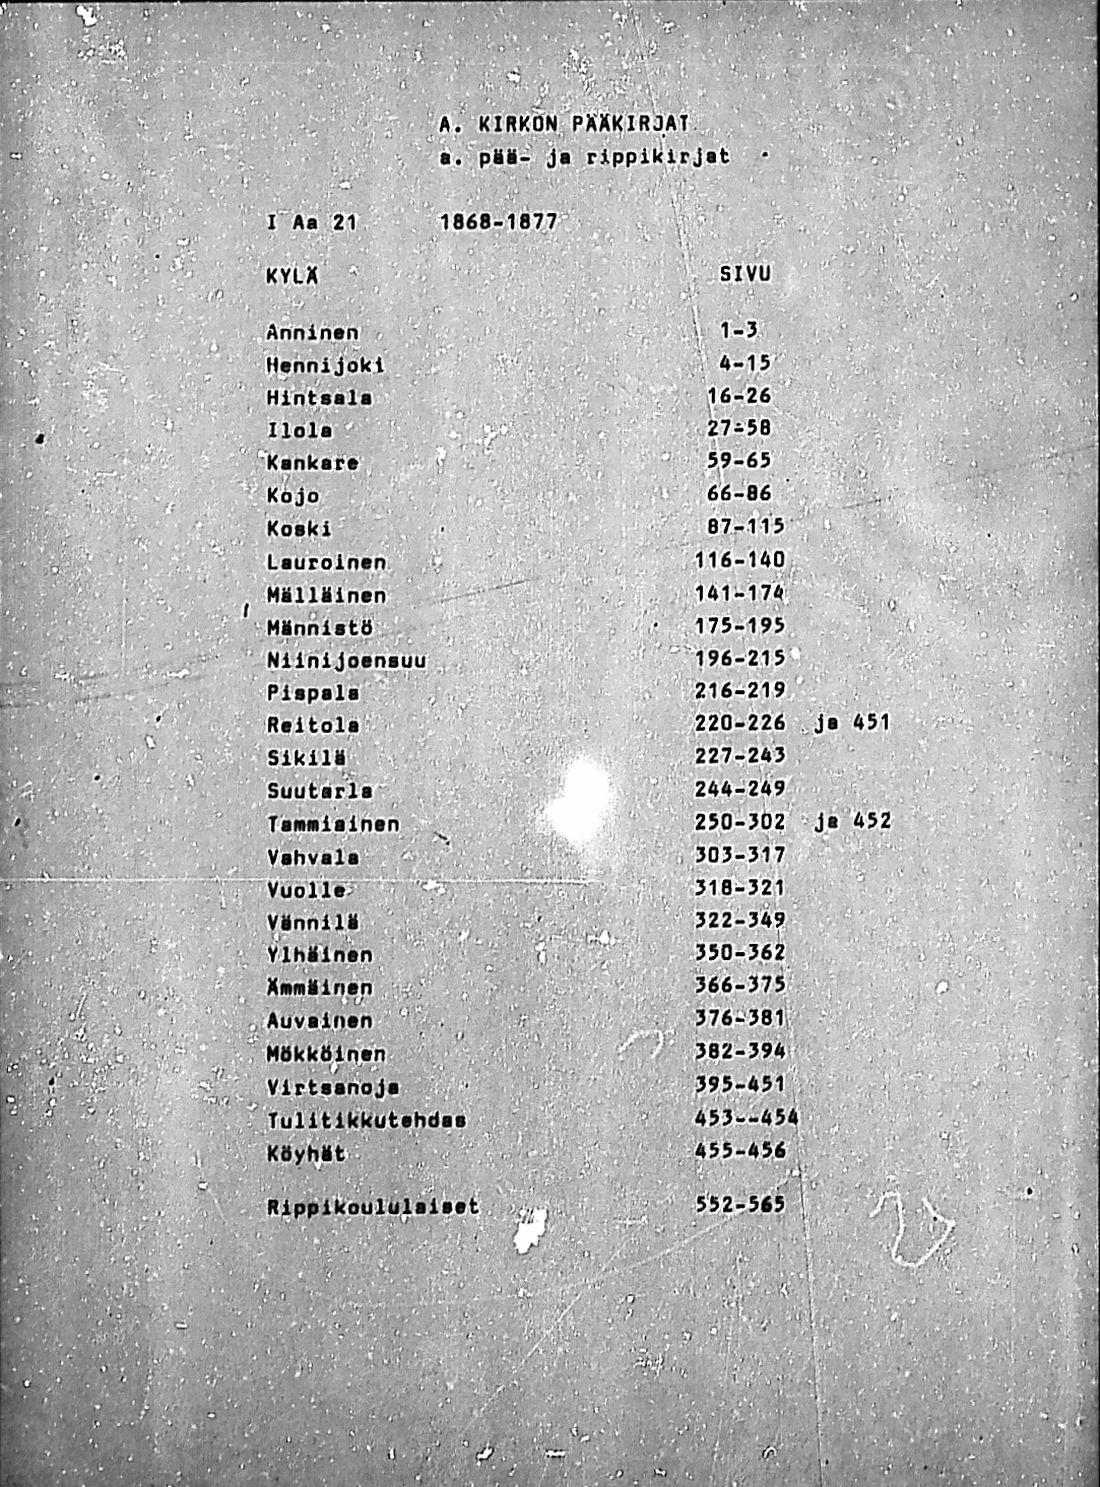 A. KIRKON PÄÄKIRJAT
a. pää- ja rippikirjat
I Aa 21 1868-1877
KYLÄ SIVU
Anninen 1-3
Hennijoki 4-15
Hintsala 16-26
Ilola 27-58
Kankare 59-65
Kojo 66-86
Koski 87-115
Lauroinen 116-140
Mälläinen 141-174
Männistö 175-195
Niinijoensuu 196-215
Pispala 216-219
Reitola 220-226 ja 451
Sikilä 227-243
Suutarla 244-249
Tammiainen 250-302 ja 452
Vahvala 303-317
Vuolle 318-321
Vännilä 322-349
Ylhäinen 350-362
Ämmäinen 366-375
Auvainen 376-381
Mökköinen 382-394
Virtsanoja 395-451
Tulitikkutehdas 453--454
Köyhät 455-456
Rippikoululaiset 552-565